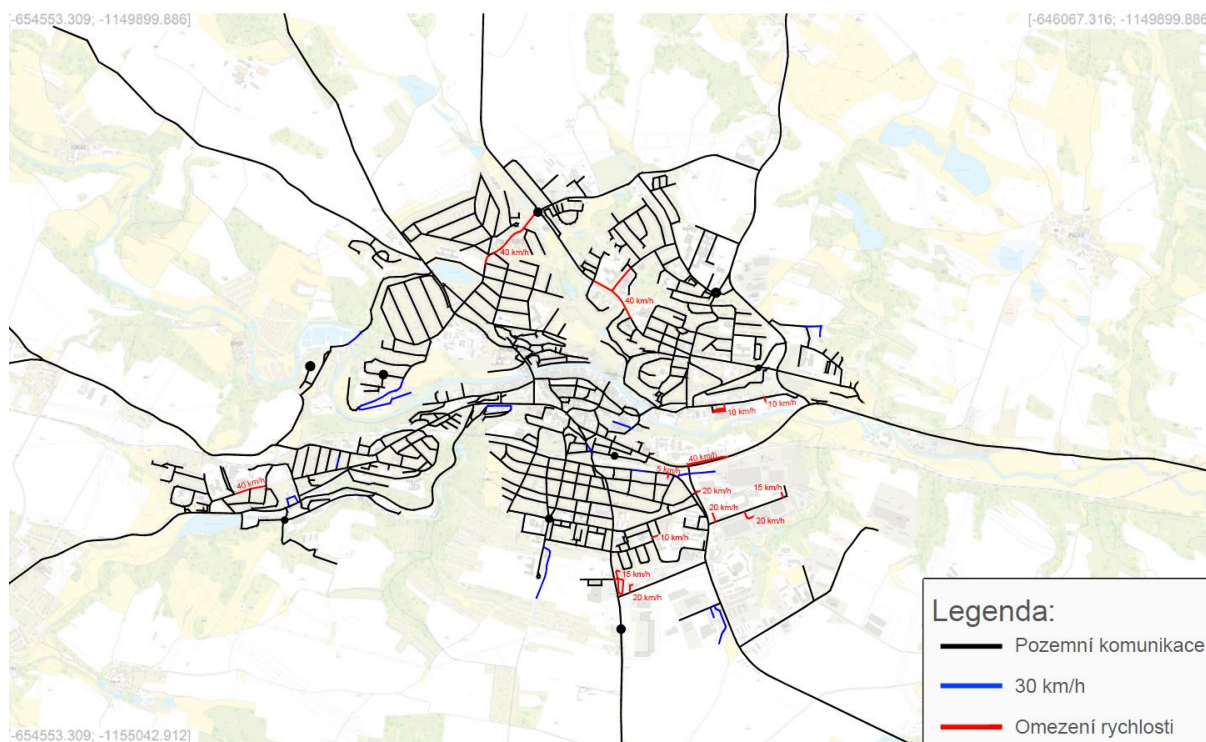 [-654553.309; -1149899.886]
[-646067.316; -1149899.886
40 km/h
40 km/h
10 km/h
10 km/h
40 km/h
5 km/h
40 km/h
20 km/h
15 km/h
20 km/h
20 km/h
10 km/h
15 km/h
20 km/h
Legenda:
Pozemní komunikace
30 km/h
Omezení rychlosti
[-654553.309; -1155042.912]